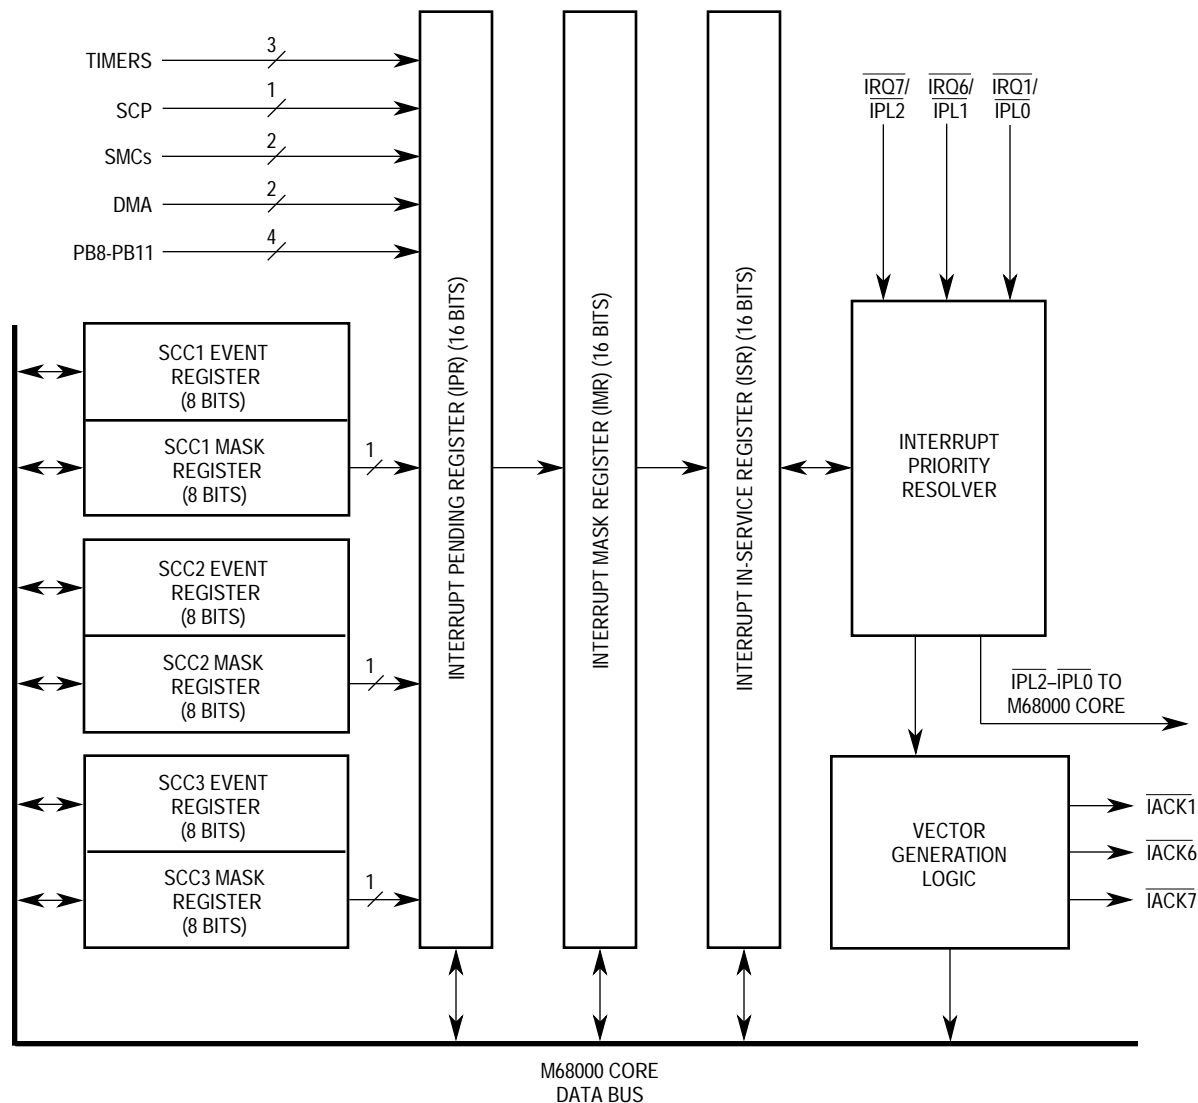 TIMERS
3
SCP
1
SMCs
2
DMA
2
PB8-PB11
4
SCC1 EVENT
REGISTER
(8 BITS)
SCC1 MASK
REGISTER
(8 BITS)
1
SCC2 EVENT
REGISTER
(8 BITS)
SCC2 MASK
REGISTER
(8 BITS)
1
SCC3 EVENT
REGISTER
(8 BITS)
SCC3 MASK
REGISTER
(8 BITS)
1
INTERRUPT PENDING REGISTER (IPR) (16 BITS)
INTERRUPT MASK REGISTER (IMR) (16 BITS)
INTERRUPT IN-SERVICE REGISTER (ISR) (16 BITS)
IRQ7/
IPL2
IRQ6/
IPL1
IRQ1/
IPL0
INTERRUPT
PRIORITY
RESOLVER
IPL2–IPL0 TO
M68000 CORE
VECTOR
GENERATION
LOGIC
IACK1
IACK6
IACK7
M68000 CORE
DATA BUS